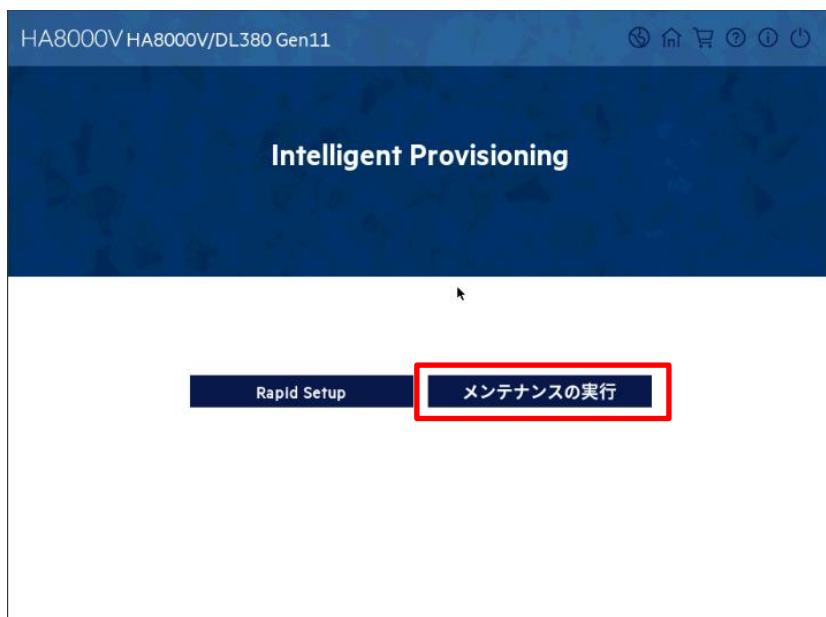 HA8000V HA8000V/DL380 Gen11
Intelligent Provisioning
Rapid Setup
メンテナンスの実行